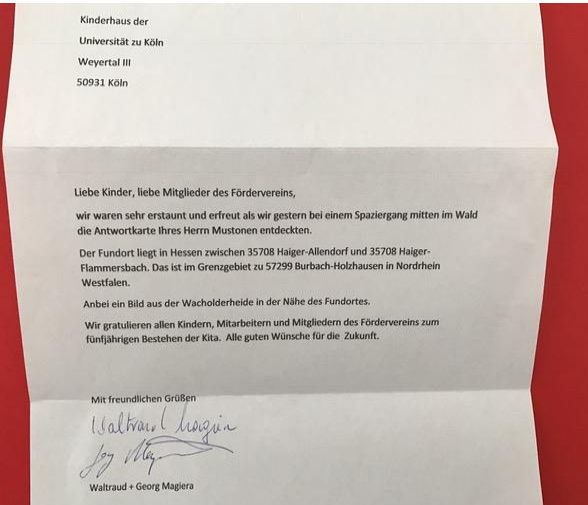 Kinderhaus der
Universität zu Köln
Weyertal III
50931 Köln
Liebe Kinder, liebe Mitglieder des Fördervereins,
wir waren sehr erstaunt und erfreut als wir gestern bei einem Spaziergang mitten im Wald
die Antwortkarte Ihres Herrn Mustonen entdeckten.
Der Fundort liegt in Hessen zwischen 35708 Haiger-Allendorf und 35708 Haiger-
Flammersbach. Das ist im Grenzgebiet zu 57299 Burbach-Holzhausen in Nordrhein
Westfalen.
Anbei ein Bild aus der Wacholderheide in der Nähe des Fundortes.
Wir gratulieren allen Kindern, Mitarbeitern und Mitgliedern des Fördervereins zum
fünfjährigen Bestehen der Kita. Alle guten Wünsche für die Zukunft.
Mit freundlichen Grüßen
Waltraud Magiera
Waltraud + Georg Magiera